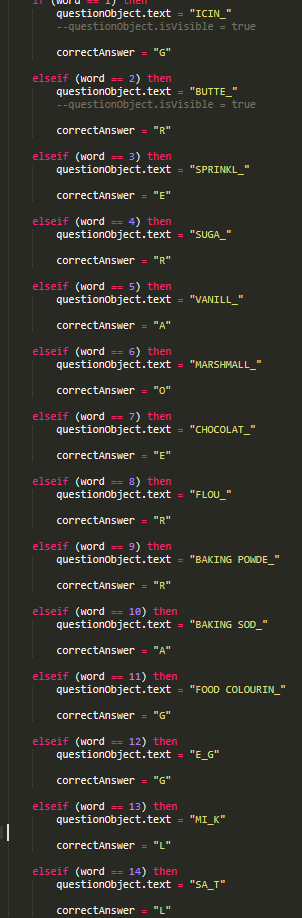 if (word == 1) then
questionObject.text = "ICIN_"
--questionObject.isVisible = true
correctAnswer = "G"
elseif (word == 2) then
questionObject.text = "BUTTE_"
--questionObject.isVisible = true
correctAnswer = "R"
elseif (word == 3) then
questionObject.text = "SPRINKL_"
correctAnswer = "E"
elseif (word == 4) then
questionObject.text = "SUGA_"
correctAnswer = "R"
elseif (word == 5) then
questionObject.text = "VANILL_"
correctAnswer = "A"
elseif (word == 6) then
questionObject.text = "MARSHMALL_"
correctAnswer = "O"
elseif (word == 7) then
questionObject.text = "CHOCOLAT_"
correctAnswer = "E"
elseif (word == 8) then
questionObject.text = "FLOU_"
correctAnswer = "R"
elseif (word == 9) then
questionObject.text = "BAKING POWDE_"
correctAnswer = "R"
elseif (word == 10) then
questionObject.text = "BAKING SOD_"
correctAnswer = "A"
elseif (word == 11) then
questionObject.text = "FOOD COLOURIN_"
correctAnswer = "G"
elseif (word == 12) then
questionObject.text = "E_G"
correctAnswer = "G"
elseif (word == 13) then
questionObject.text = "MI_K"
correctAnswer = "L"
elseif (word == 14) then
questionObject.text = "SA_T"
correctAnswer = "L"